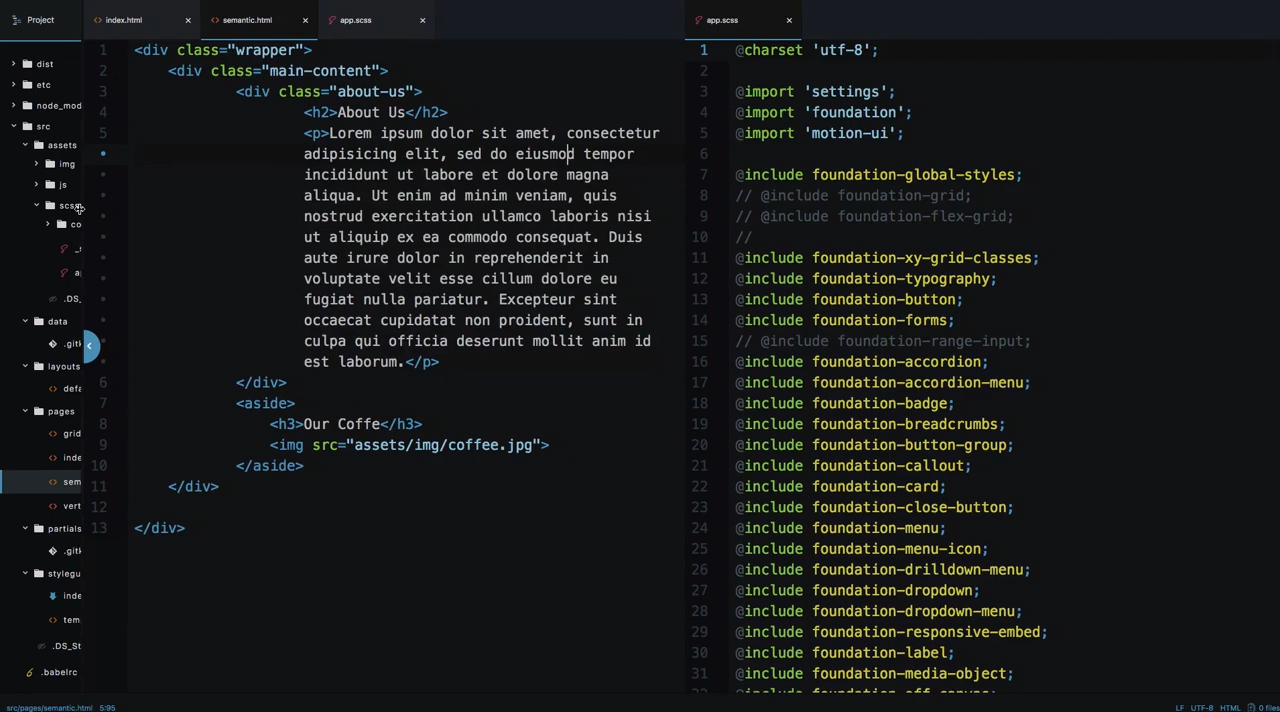 Project
index.html ×
semantic.html ×
app.scss ×
app.scss ×
dist
etc
node_mod
src
assets
img
js
scss
co
_s
ap
.DS_
data
.gitk
layouts
defa
pages
grid
inde
sem
vert
partials
.gitk
stylegu
inde
tem
.DS_St
.babelrc
1 <div class="wrapper">
2 <div class="main-content">
3 <div class="about-us">
4 <h2>About Us</h2>
5 <p>Lorem ipsum dolor sit amet, consectetur
adipisicing elit, sed do eiusmod tempor
incididunt ut labore et dolore magna
aliqua. Ut enim ad minim veniam, quis
nostrud exercitation ullamco laboris nisi
ut aliquip ex ea commodo consequat. Duis
aute irure dolor in reprehenderit in
voluptate velit esse cillum dolore eu
fugiat nulla pariatur. Excepteur sint
occaecat cupidatat non proident, sunt in
culpa qui officia deserunt mollit anim id
est laborum.</p>
6 </div>
7 <aside>
8 <h3>Our Coffe</h3>
9 <img src="assets/img/coffee.jpg">
10 </aside>
11 </div>
12
13 </div>
1 @charset 'utf-8';
2
3 @import 'settings';
4 @import 'foundation';
5 @import 'motion-ui';
6
7 @include foundation-global-styles;
8 // @include foundation-grid;
9 // @include foundation-flex-grid;
10 //
11 @include foundation-xy-grid-classes;
12 @include foundation-typography;
13 @include foundation-button;
14 @include foundation-forms;
15 // @include foundation-range-input;
16 @include foundation-accordion;
17 @include foundation-accordion-menu;
18 @include foundation-badge;
19 @include foundation-breadcrumbs;
20 @include foundation-button-group;
21 @include foundation-callout;
22 @include foundation-card;
23 @include foundation-close-button;
24 @include foundation-menu;
25 @include foundation-menu-icon;
26 @include foundation-drilldown-menu;
27 @include foundation-dropdown;
28 @include foundation-dropdown-menu;
29 @include foundation-responsive-embed;
30 @include foundation-label;
31 @include foundation-media-object;
32 @include foundation-off-canvas;
src/pages/semantic.html 5:95
LF UTF-8 HTML 0 files